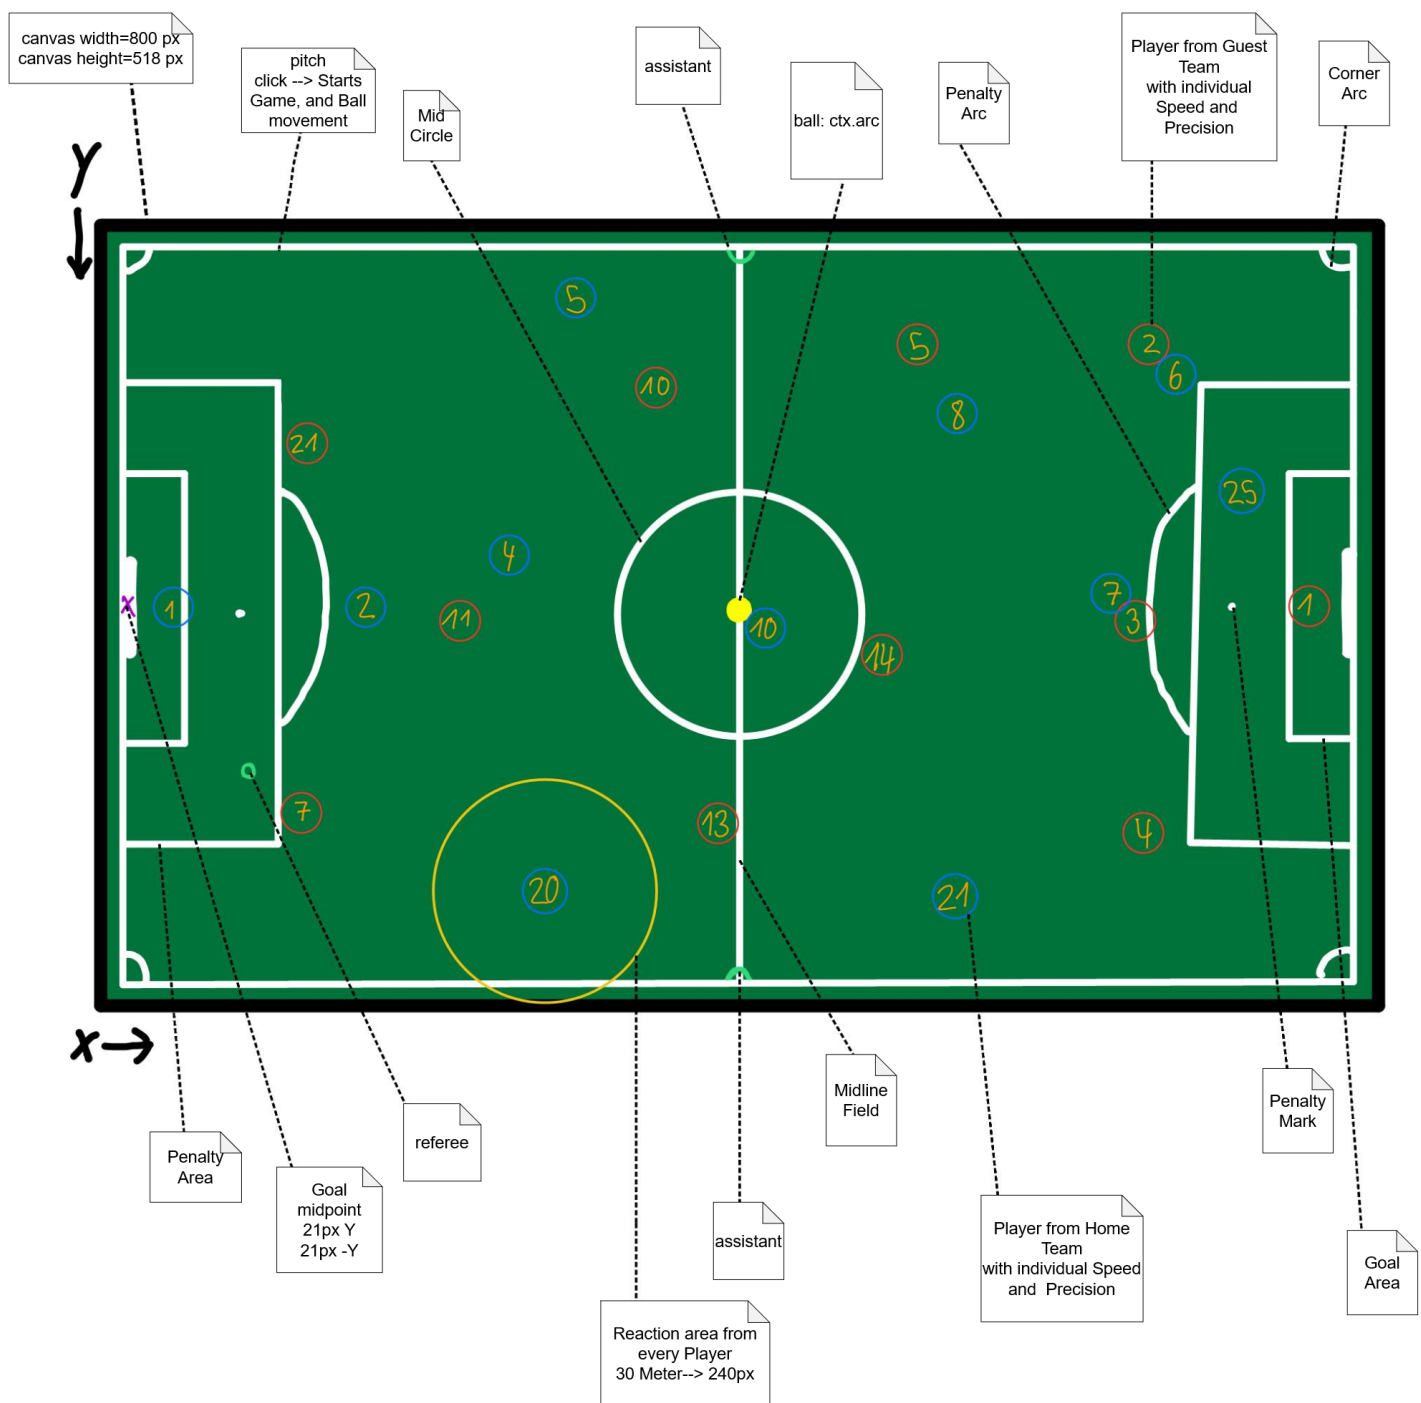 canvas width=800 px
canvas height=518 px
pitch
click --> Starts
Game, and Ball
movement
Mid
Circle
assistant
ball: ctx.arc
Penalty
Arc
Player from Guest
Team
with individual
Speed and
Precision
Corner
Arc
Y
5
10
5
2
6
8
21
25
4
1
2
11
10
14
7
3
1
7
13
4
20
21
X
Penalty
Area
Goal
midpoint
21px Y
21px -Y
referee
assistant
Midline
Field
Penalty
Mark
Player from Home
Team
with individual Speed
and Precision
Goal
Area
Reaction area from
every Player
30 Meter--> 240px